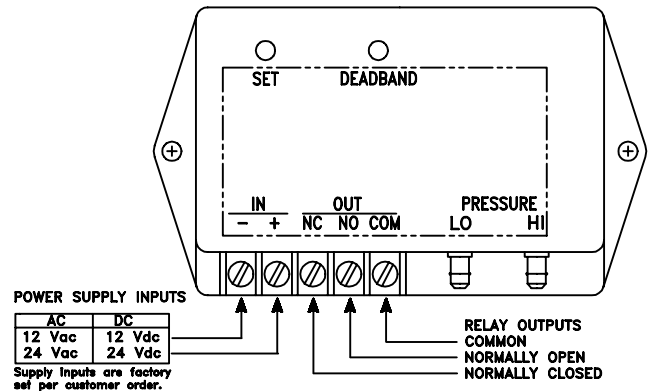 SET DEADBAND
IN OUT PRESSURE
- + NC NO COM LO HI
POWER SUPPLY INPUTS
AC DC
12 Vac 12 Vdc
24 Vac 24 Vdc
Supply Inputs are factory
set per customer order.
RELAY OUTPUTS
COMMON
NORMALLY OPEN
NORMALLY CLOSED